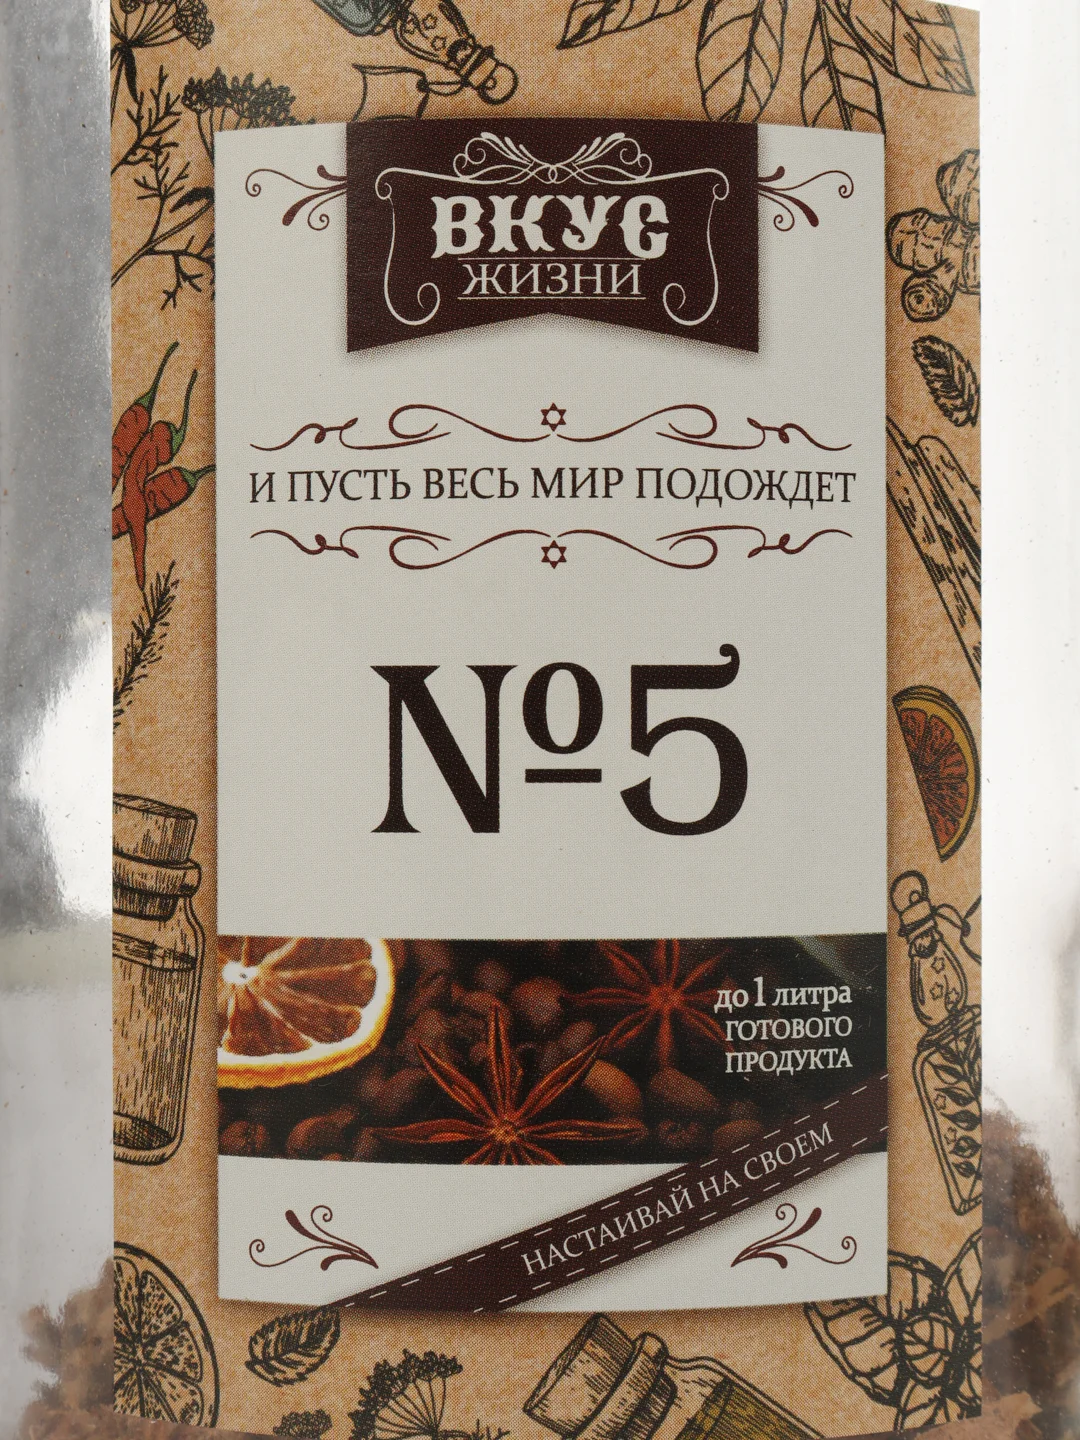 ВКУС
ЖИЗНИ
И ПУСТЬ ВЕСЬ МИР ПОДОЖДЕТ
№5
до 1 литра
ГОТОВОГО
ПРОДУКТА
НАСТАИВАЙ НА СВОЕМ